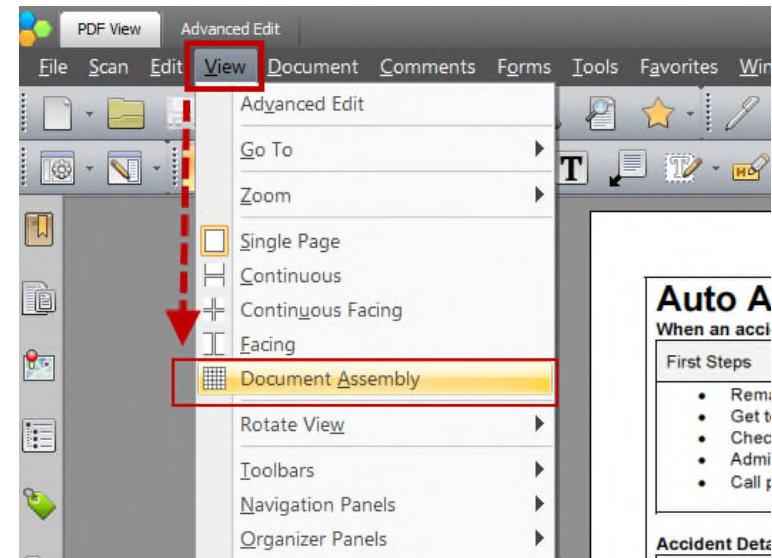 PDF View Advanced Edit
File Scan Edit View Document Comments Forms Tools Favorites
Advanced Edit
Go To
Zoom
T
Single Page
Continuous
Continuous Facing
Facing
Document Assembly
Rotate View
Toolbars
Navigation Panels
Organizer Panels
Auto
When an
First Steps
Get
Call
Accident